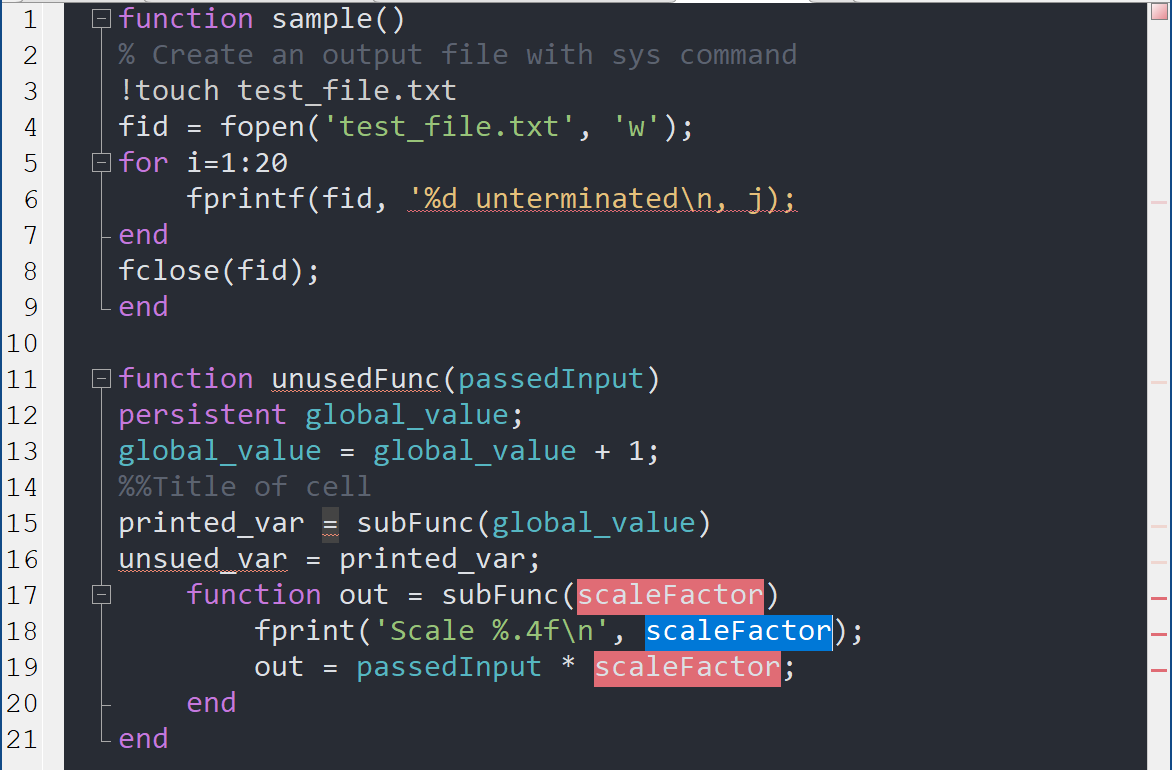 1 function sample()
2 % Create an output file with sys command
3 !touch test_file.txt
4 fid = fopen('test_file.txt', 'w');
5 for i=1:20
6 fprintf(fid, '%d unterminated\n, j);
7 end
8 fclose(fid);
9 end
10
11 function unusedFunc(passedInput)
12 persistent global_value;
13 global_value = global_value + 1;
14 %%Title of cell
15 printed_var = subFunc(global_value)
16 unsued_var = printed_var;
17 function out = subFunc(scaleFactor)
18 fprint('Scale %.4f\n', scaleFactor);
19 out = passedInput * scaleFactor;
20 end
21 end